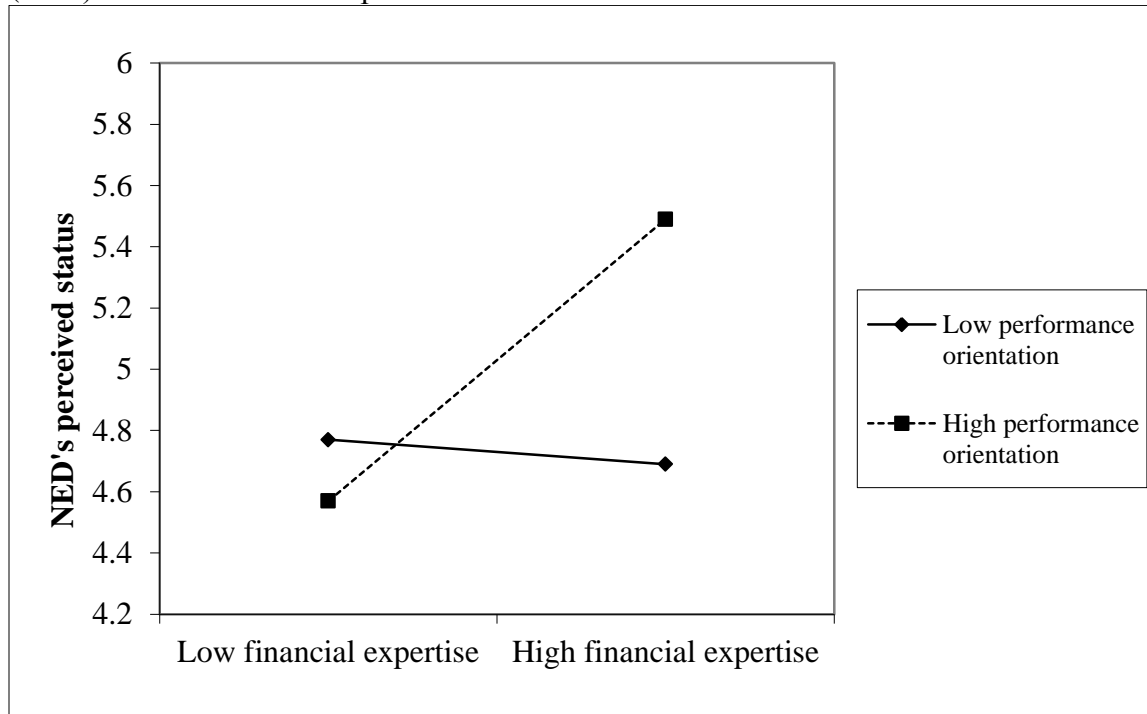 6
5.8
5.6
5.4
5.2
5
4.8
4.6
4.4
4.2
NED's perceived status
Low financial expertise
High financial expertise
Low performance
orientation
High performance
orientation